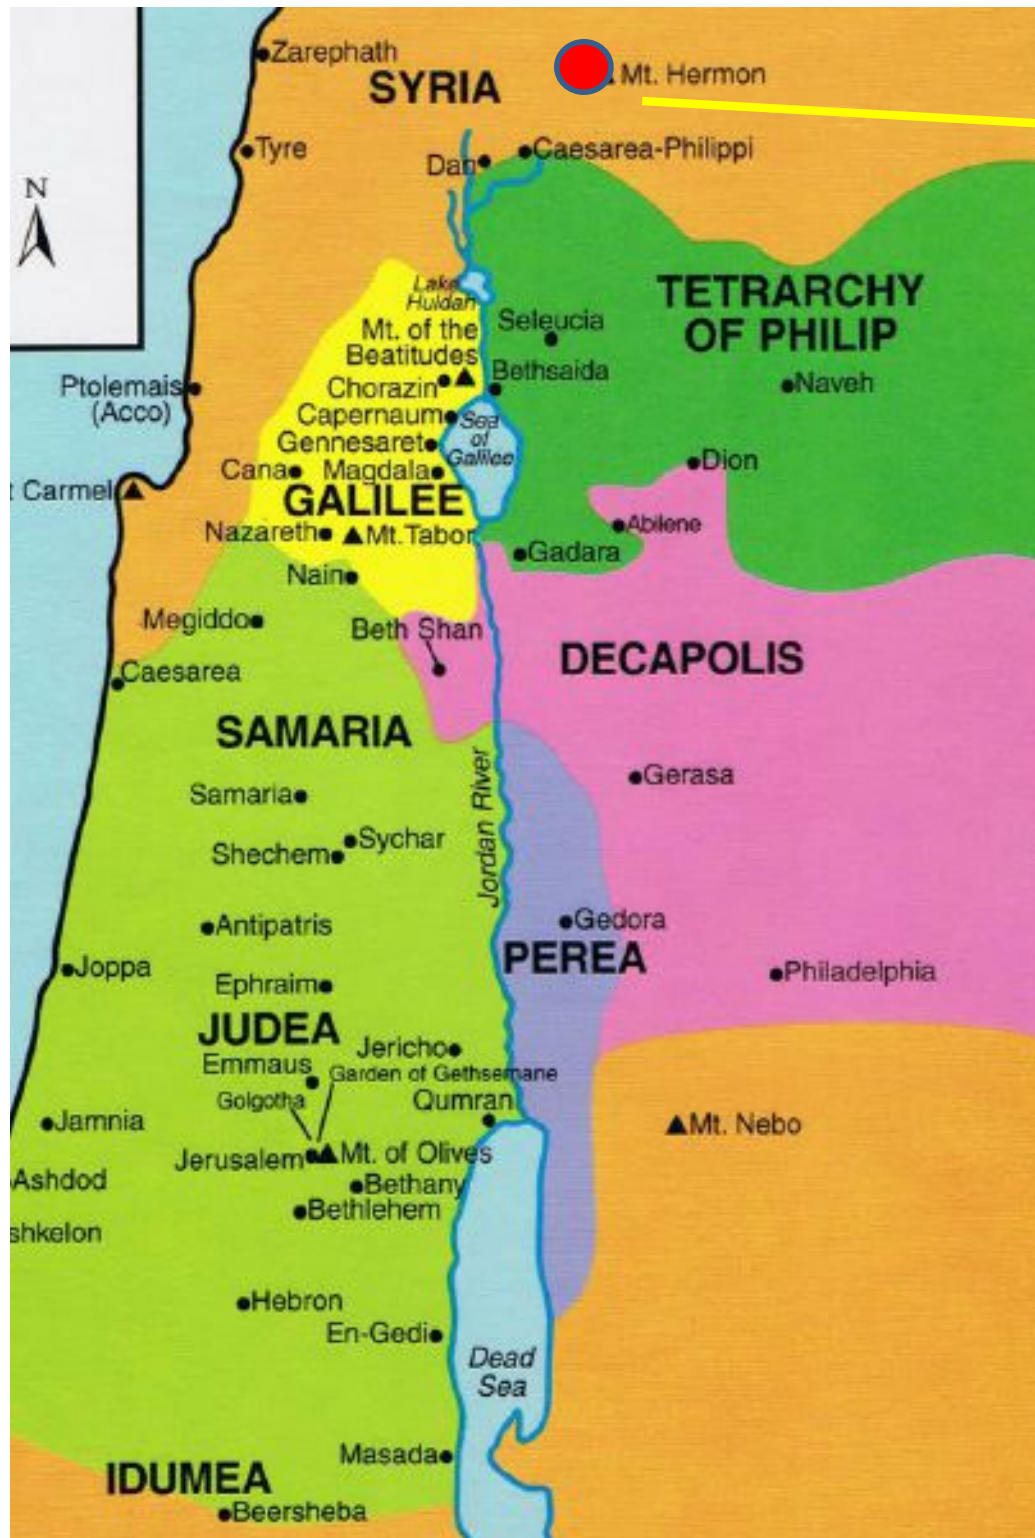 Zarephath
SYRIA
Mt. Hermon
Tyre
Dan
Caesarea-Philippi
N
Lake
Huldah
TETRARCHY
OF PHILIP
Mt. of the
Beatitudes
Seleucia
Ptolemais
(Acco)
Chorazin
Bethsaida
Naveh
Capernaum
Sea
of
Galilee
Gennesaret
Cana
Magdala
Dion
t Carmel
GALILEE
Nazareth
Mt. Tabor
Abilene
Gadara
Nain
Megiddo
Beth Shan
DECAPOLIS
Caesarea
SAMARIA
Jordan River
Gerasa
Samaria
Sychar
Shechem
Antipatris
Gedora
PEREA
Joppa
Philadelphia
Ephraim
JUDEA
Jericho
Emmaus
Garden of Gethsemane
Golgotha
Qumran
Jamnia
Mt. Nebo
Jerusalem
Mt. of Olives
Ashdod
Bethany
Bethlehem
shkelon
Hebron
En-Gedi
Dead
Sea
Masada
IDUMEA
Beersheba